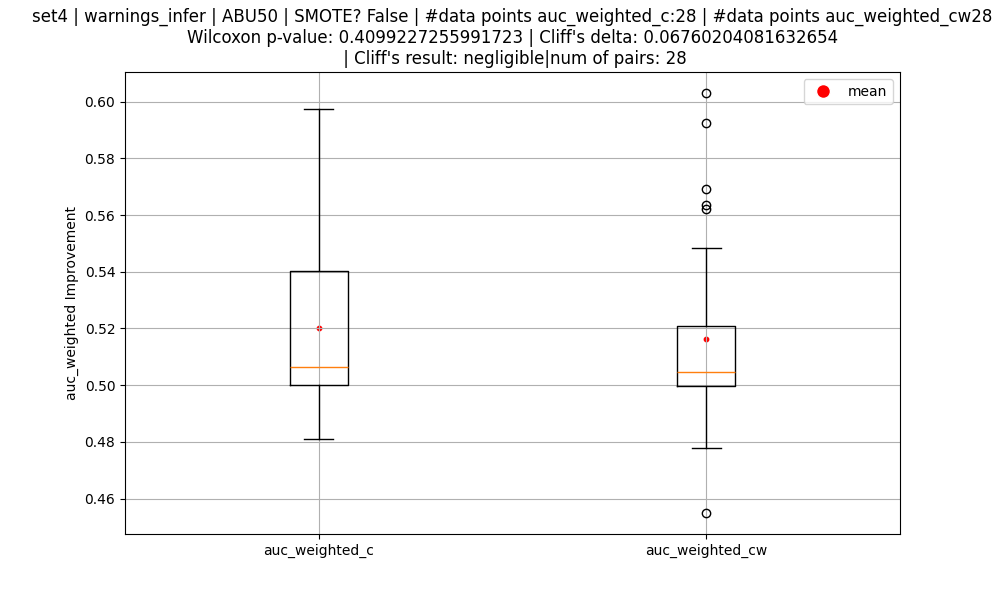 set4 | warnings_infer | ABU50 | SMOTE? False | #data points auc_weighted_c:28 | #data points auc_weighted_cw28
Wilcoxon p-value: 0.4099227255991723 | Cliff's delta: 0.06760204081632654
| Cliff's result: negligible|num of pairs: 28
mean
0.60
0.58
0.56
0.54
0.52
0.50
0.48
0.46
auc_weighted Improvement
auc_weighted_c
auc_weighted_cw